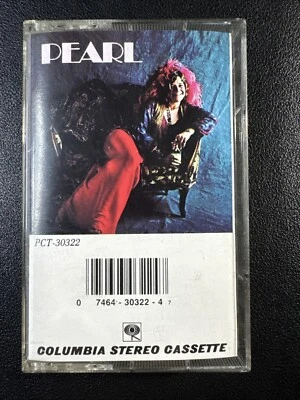 PEARL
PCT-30322
0 7464-30322-4 7
COLUMBIA STEREO CASSETTE